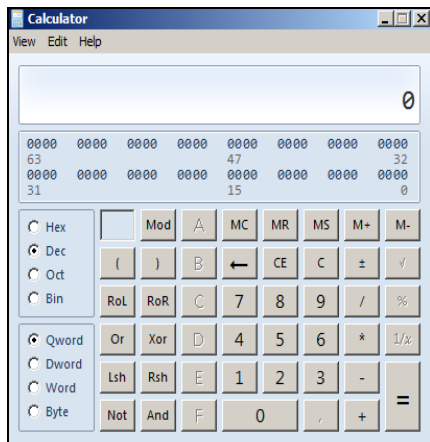 Calculator
View Edit Help
0
0000 0000 0000 0000 0000 0000 0000 0000
63 47 32
0000 0000 0000 0000 0000 0000 0000 0000
31 15 0
Hex
Dec
Oct
Bin
Qword
Dword
Word
Byte
Mod A MC MR MS M+ M-
( ) B ← CE C ± √
RoL RoR C 7 8 9 / %
Or Xor D 4 5 6 * 1/x
Lsh Rsh E 1 2 3 - =
Not And F 0 , +